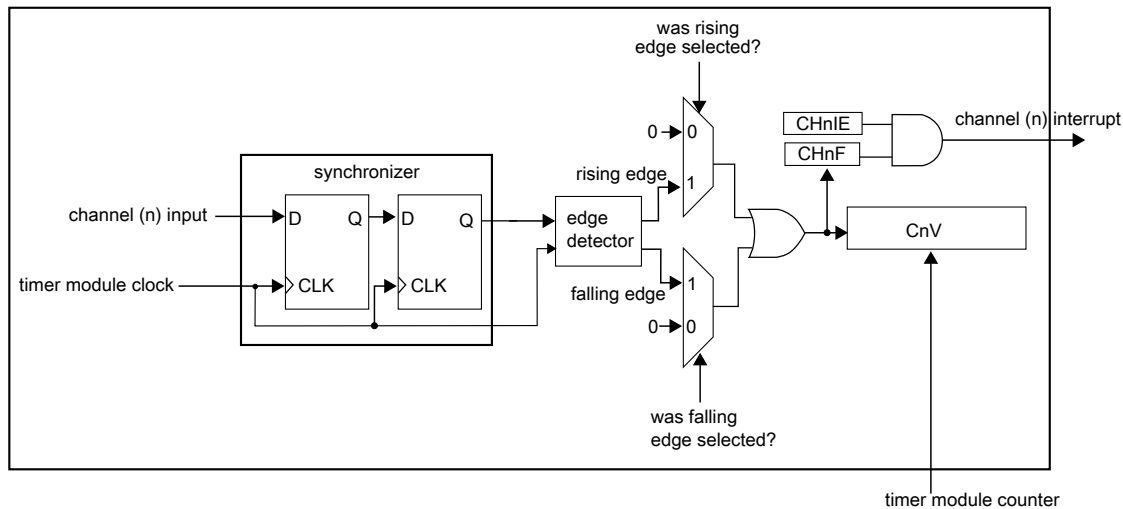 was rising
edge selected?
CHnIE
channel (n) interrupt
0
0
CHnF
synchronizer
rising edge
1
channel (n) input
D
Q
D
Q
edge
detector
CnV
timer module clock
CLK
CLK
1
falling edge
0
0
was falling
edge selected?
timer module counter